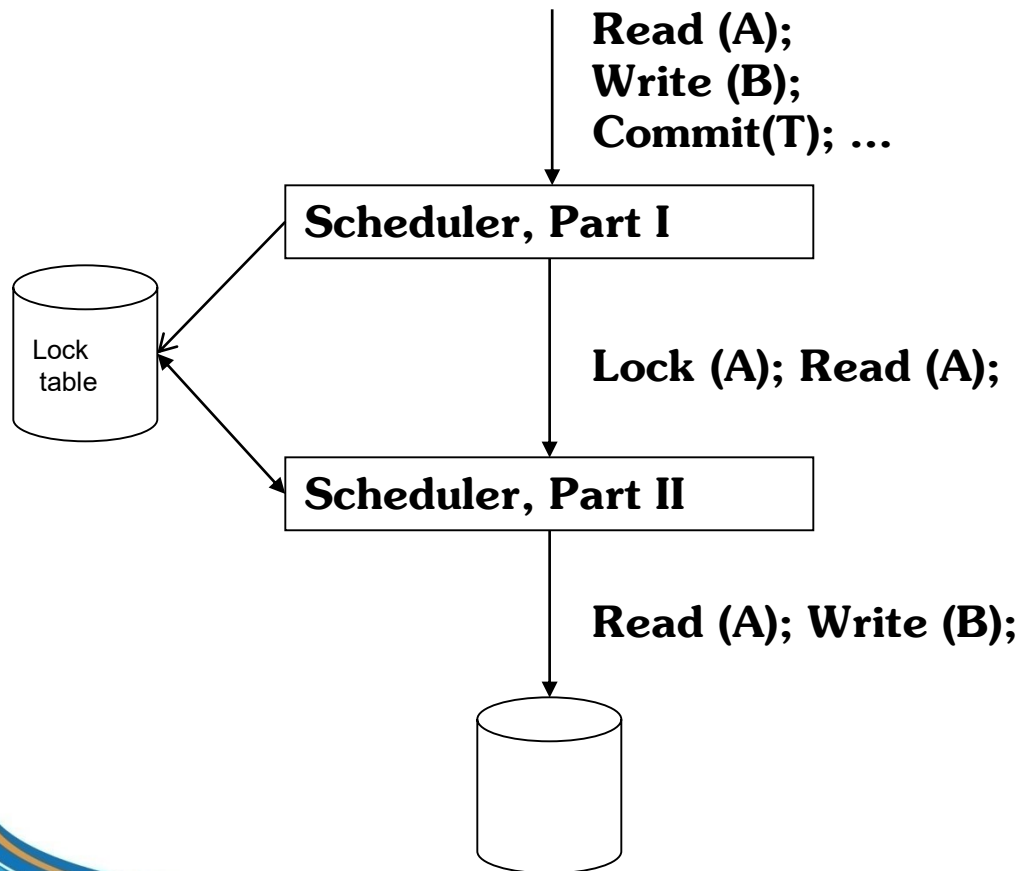 Read (A);
Write (B);
Commit(T); ...
Scheduler, Part I
Lock
table
Lock (A); Read (A);
Scheduler, Part II
Read (A); Write (B);